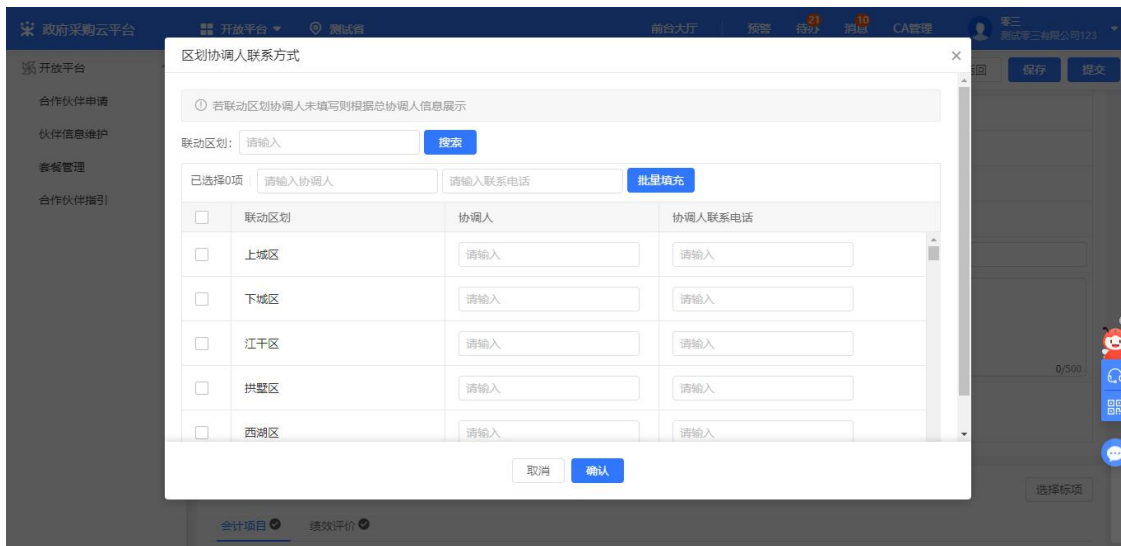 政府采购云平台 开放平台 测试省 前台大厅 预警 待办 21 消息 10 CA管理 零三
测试零三有限公司123
开放平台
合作伙伴申请
伙伴信息维护
套餐管理
合作伙伴指引
保存 提交
区划协调人联系方式
若联动区划协调人未填写则根据总协调人信息展示
联动区划: 请输入 搜索
已选择0项 请输入协调人 请输入联系电话 批量填充
联动区划 协调人 协调人联系电话
上城区 请输入 请输入
下城区 请输入 请输入
江干区 请输入 请输入
拱墅区 请输入 请输入
西湖区 请输入 请输入
取消 确认
0/500
选择标项
会计项目 绩效评价